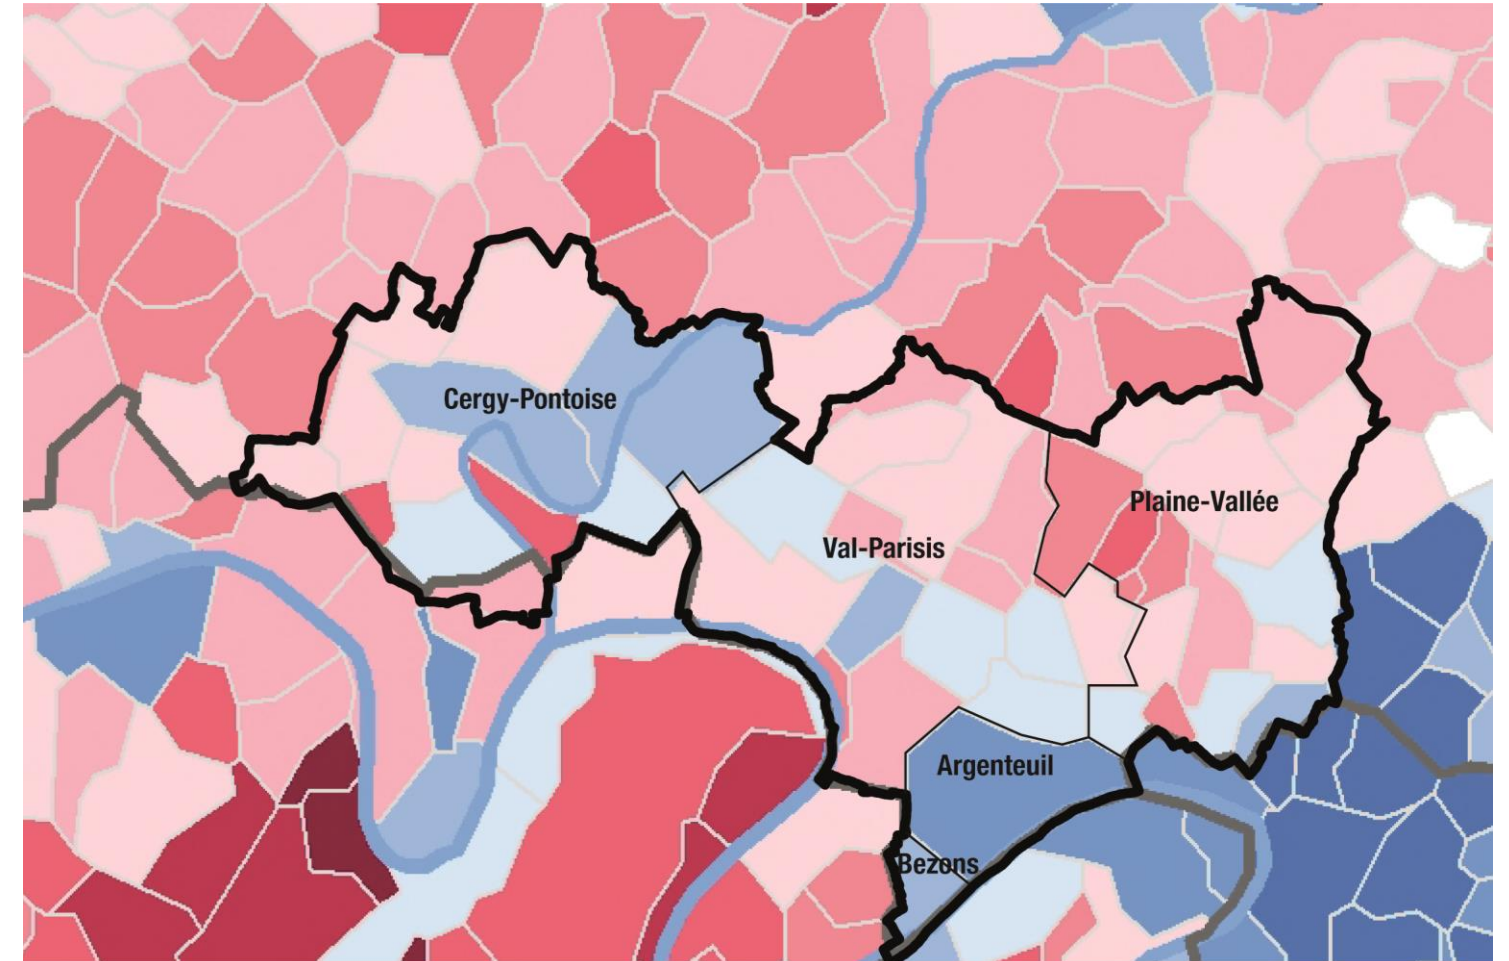 Cergy-Pontoise
Plaine-Vallée
Val-Parisis
Argenteuil
Bezons